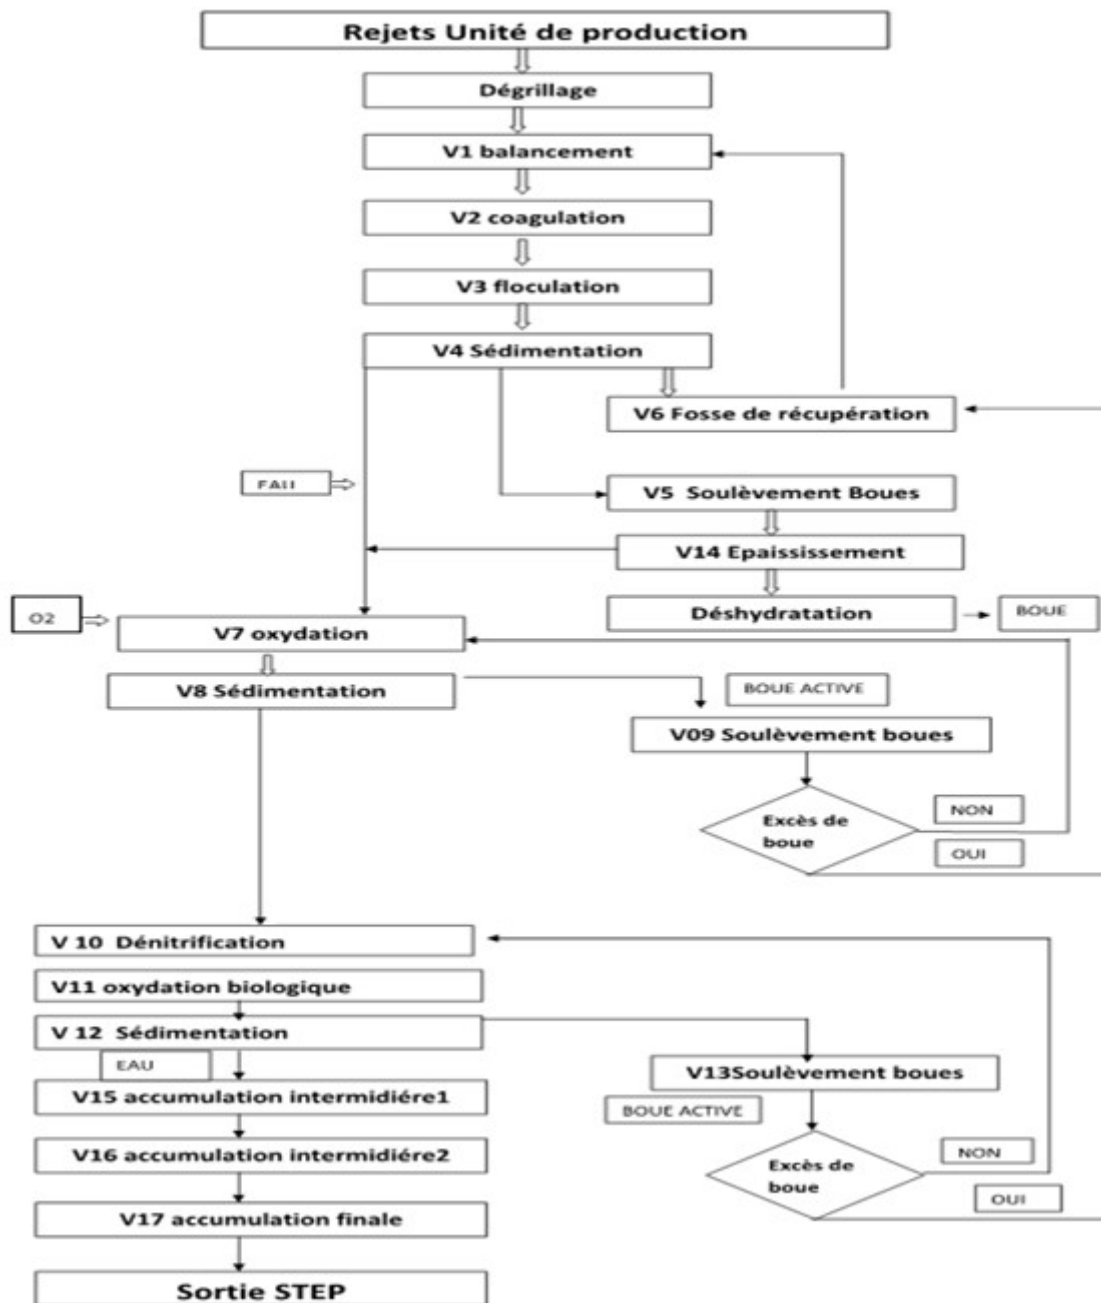 Rejets Unité de production
Dégrillage
V1 balancement
V2 coagulation
V3 floculation
V4 Sédimentation
V6 Fosse de récupération
V5 Soulèvement Boues
V14 Epaississement
Déshydratation
BOUE
O2
V7 oxydation
V8 Sédimentation
BOUE ACTIVE
V09 Soulèvement boues
Excès de
boue
NON
OUI
V 10 Dénitrification
V11 oxydation biologique
V 12 Sédimentation
EAU
V13Soulèvement boues
V15 accumulation intermidiére1
BOUE ACTIVE
V16 accumulation intermidiére2
Excès de
boue
NON
OUI
V17 accumulation finale
Sortie STEP